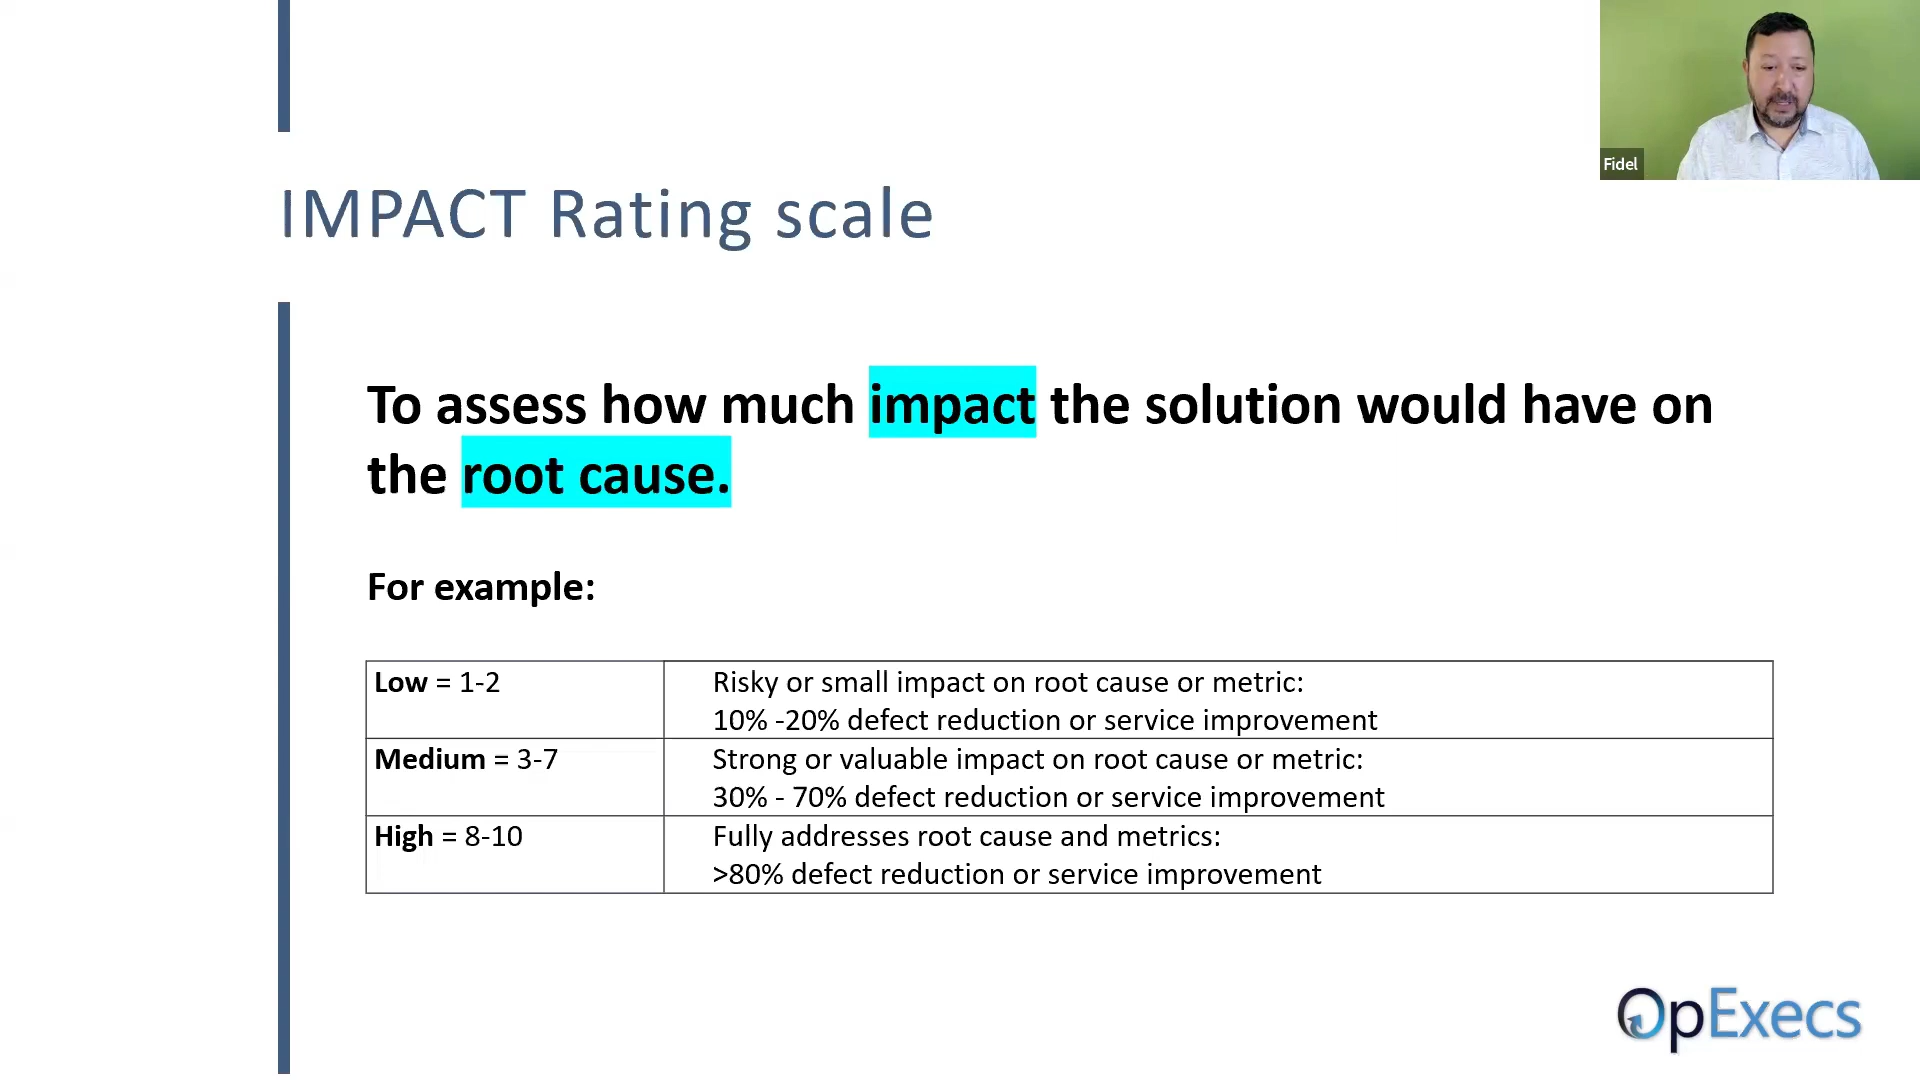 Fidel
IMPACT Rating scale
To assess how much impact the solution would have on
the root cause.
For example:
Low = 1-2
Risky or small impact on root cause or metric:
10% -20% defect reduction or service improvement
Medium = 3-7
Strong or valuable impact on root cause or metric:
30% - 70% defect reduction or service improvement
High = 8-10
Fully addresses root cause and metrics:
>80% defect reduction or service improvement
OpExecs